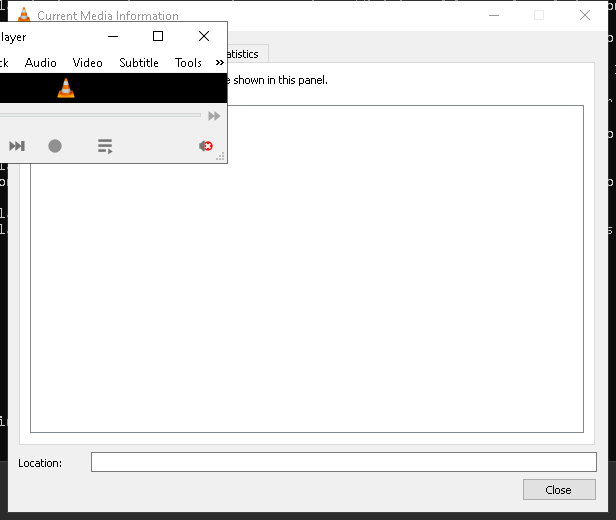 Current Media Information
layer
ck Audio Video Subtitle Tools »
atistics
e shown in this panel.
Location:
Close